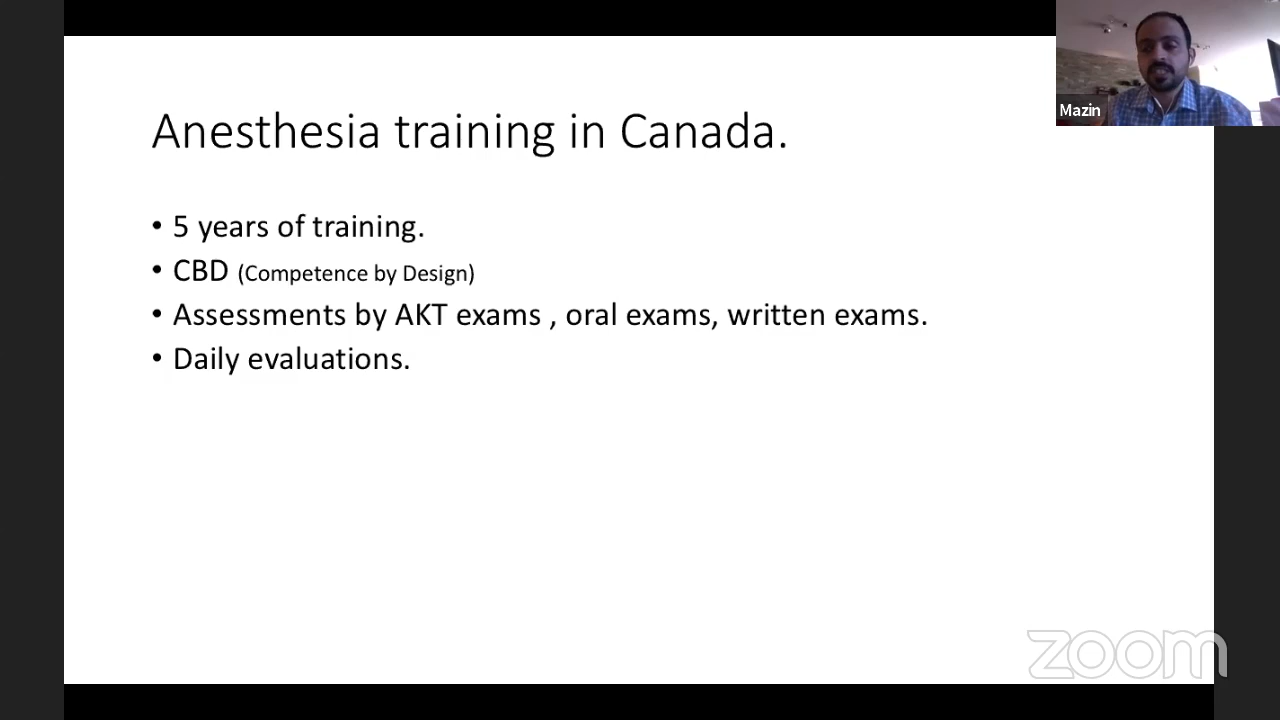 Anesthesia training in Canada.
• 5 years of training.
• CBD (Competence by Design)
• Assessments by AKT exams , oral exams, written exams.
• Daily evaluations.
Mazin
zoom